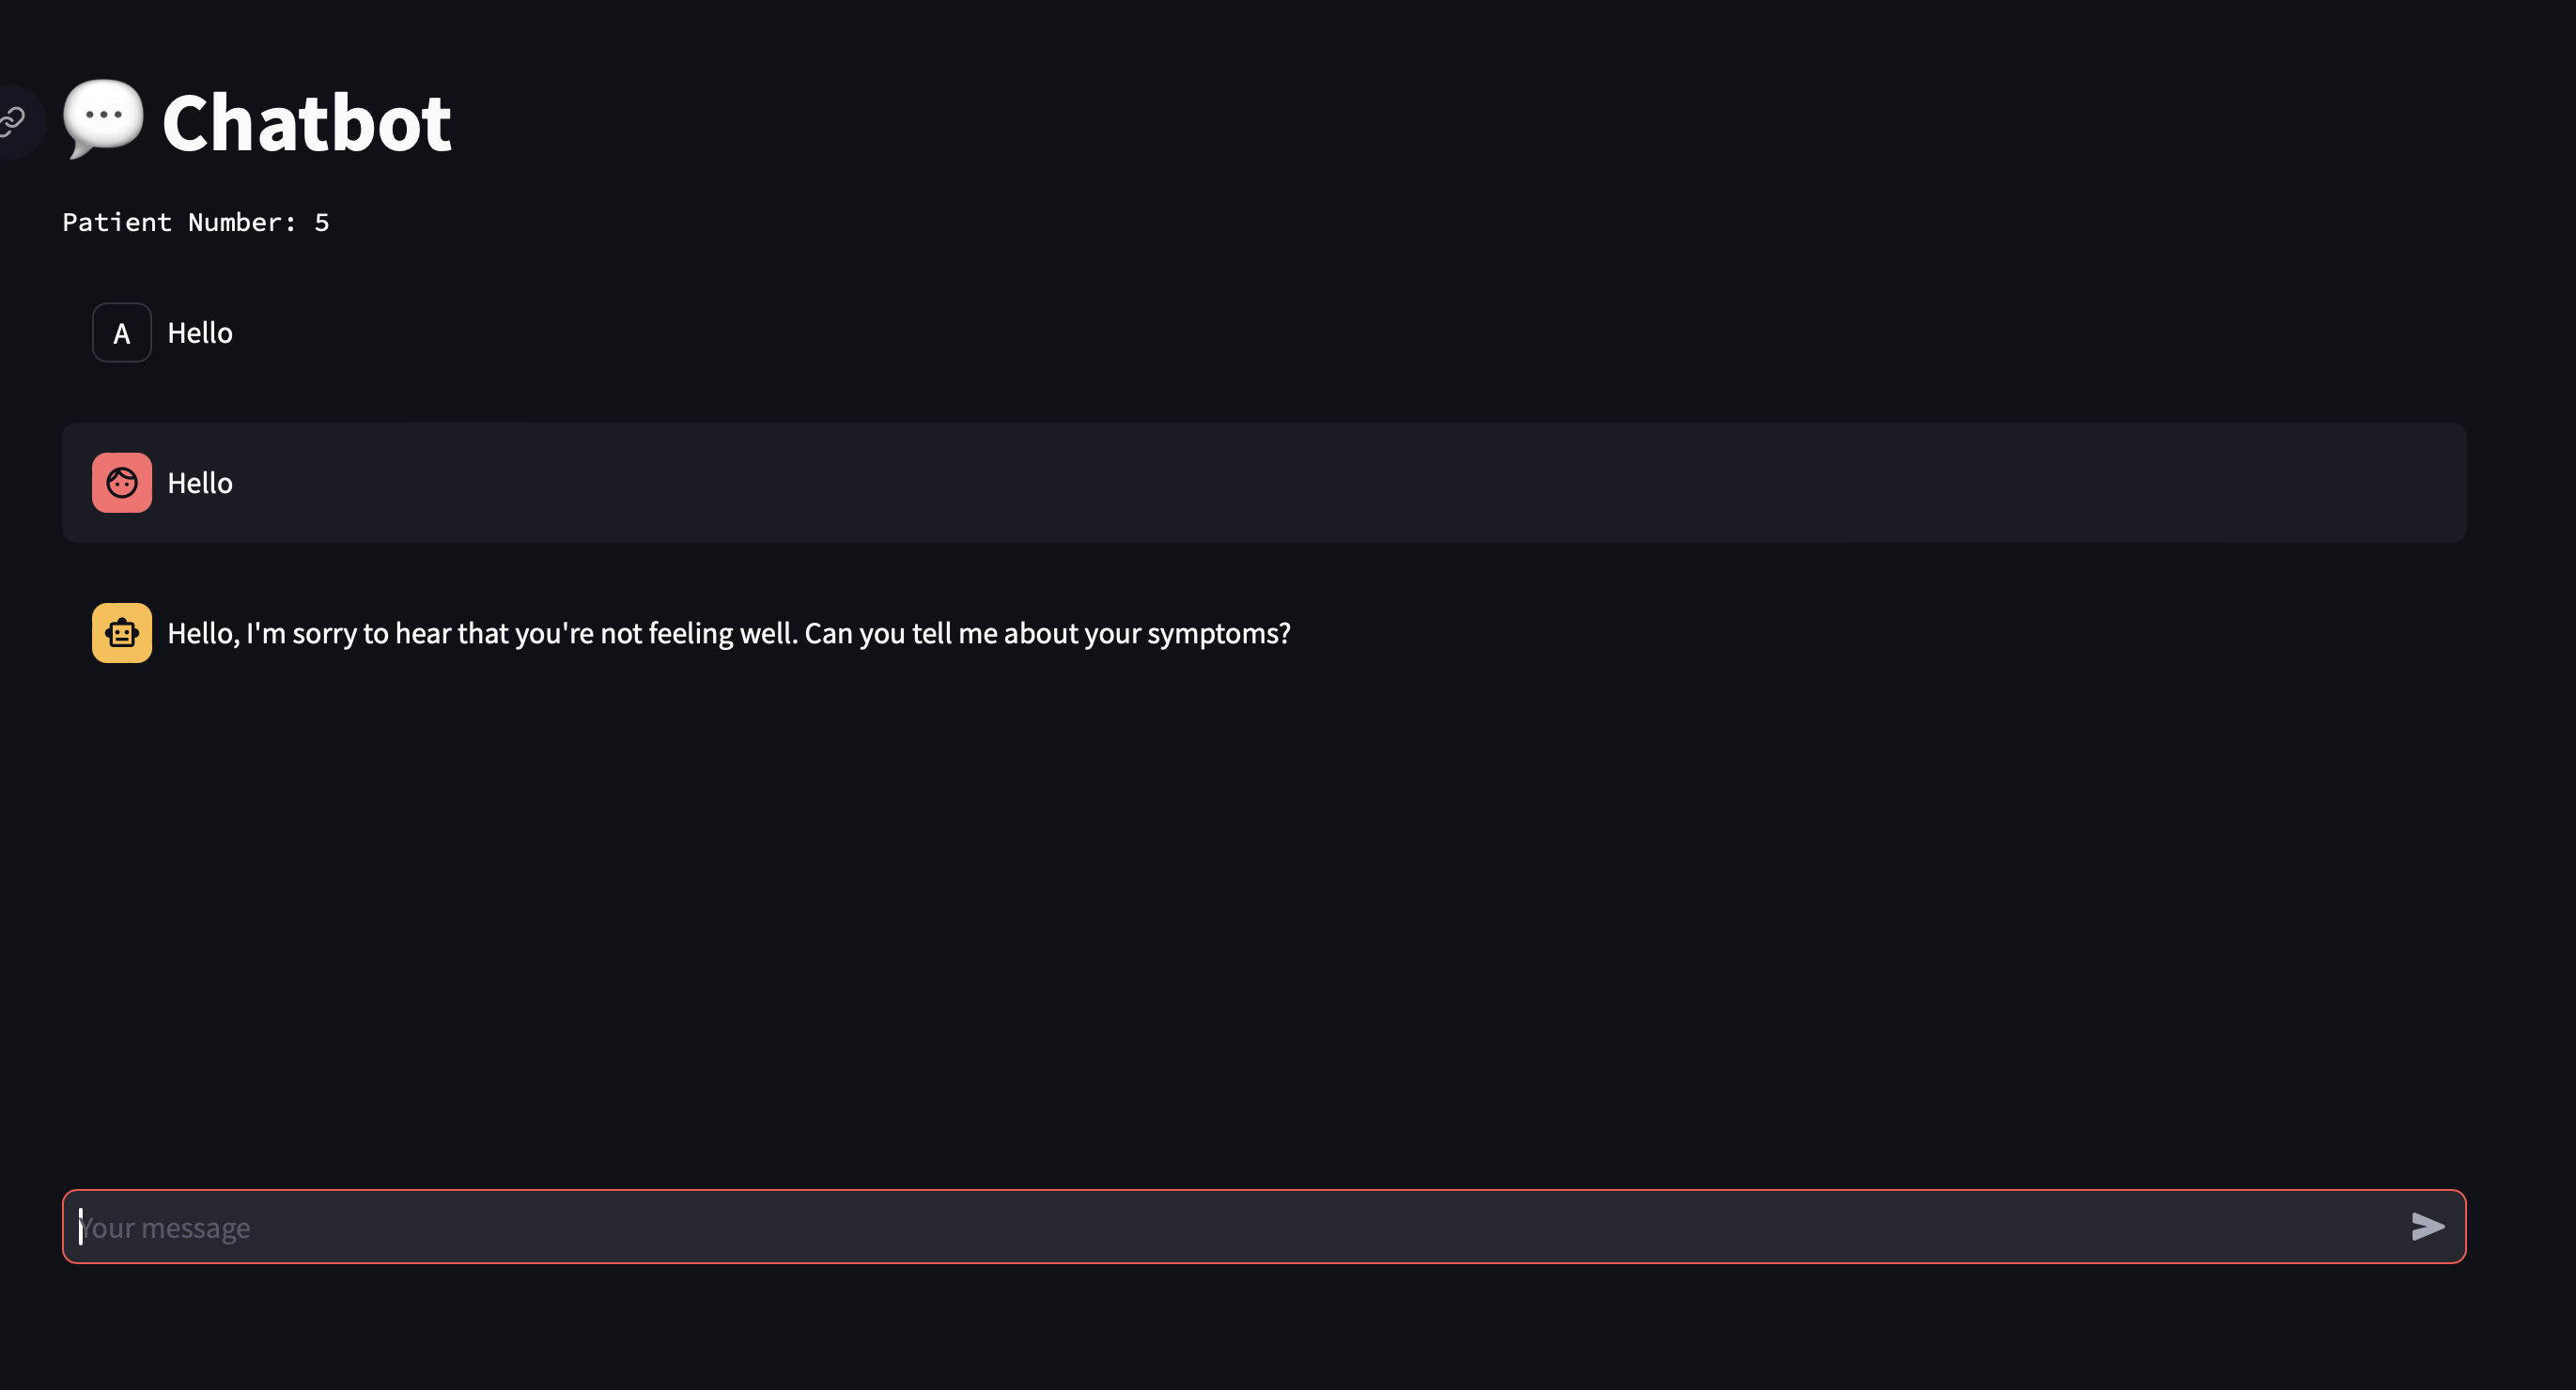 Chatbot
Patient Number: 5
A Hello
Hello
Hello, I'm sorry to hear that you're not feeling well. Can you tell me about your symptoms?
Your message